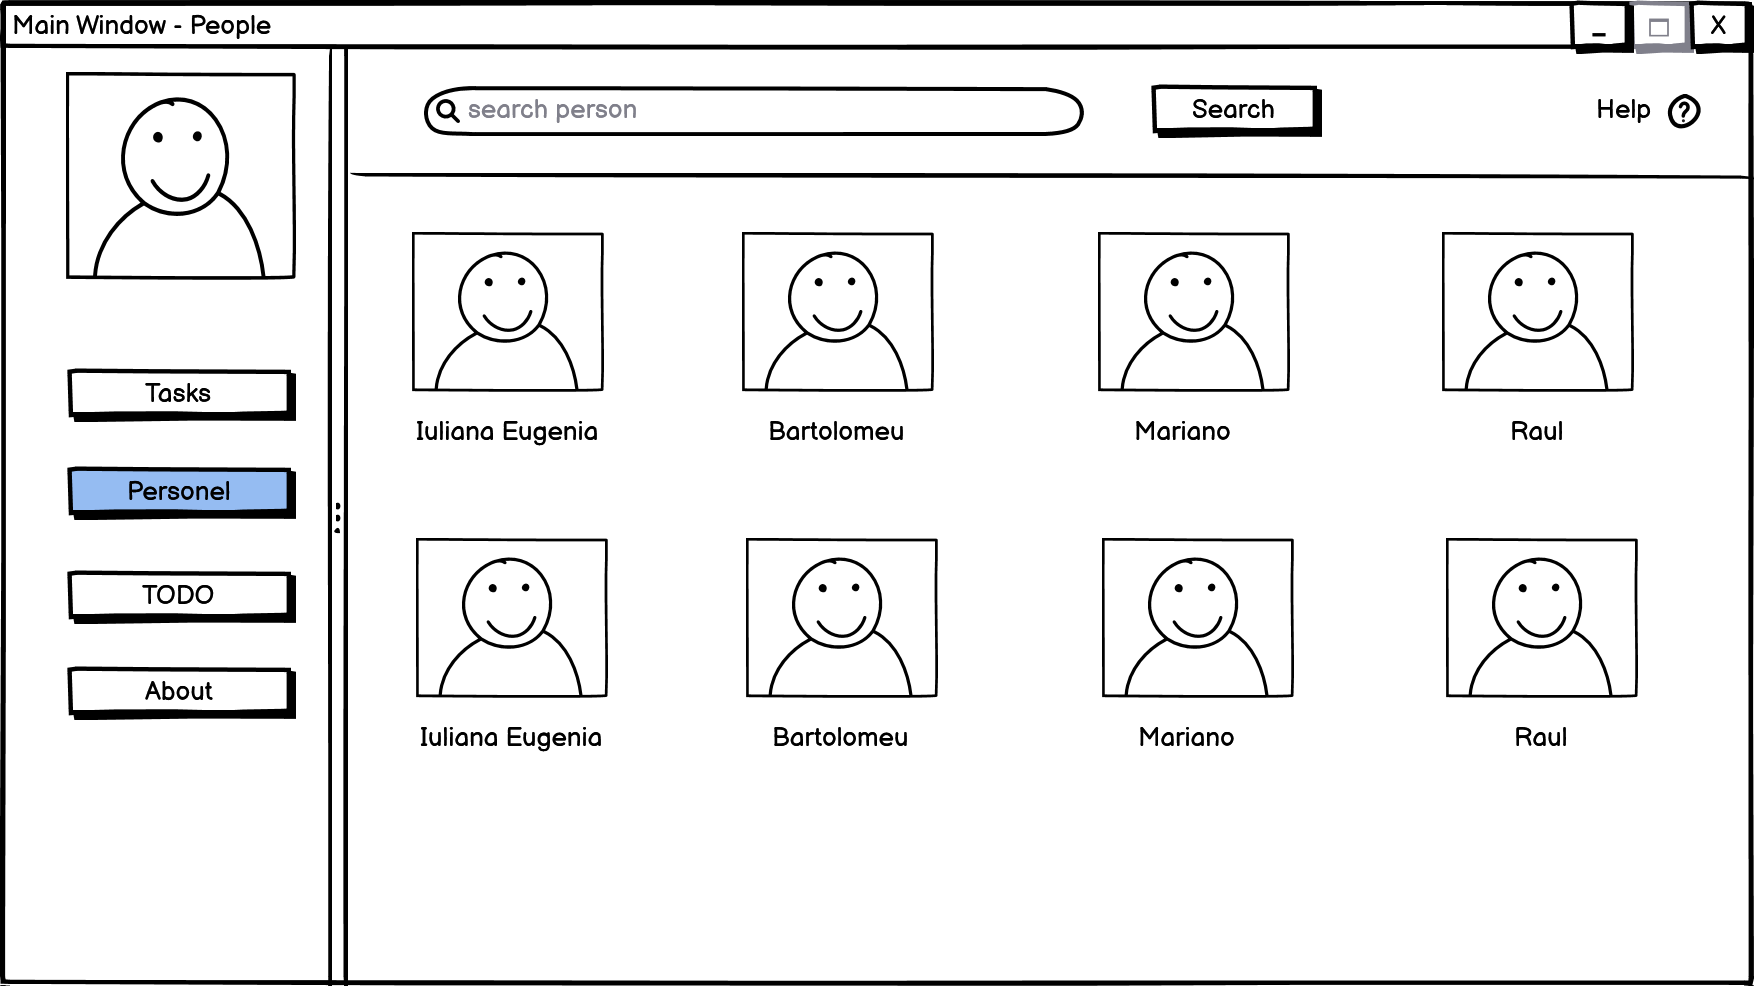 Main Window - People
X
search person
Search
Help ?
Tasks
Personel
TODO
About
Iuliana Eugenia
Bartolomeu
Mariano
Raul
Iuliana Eugenia
Bartolomeu
Mariano
Raul